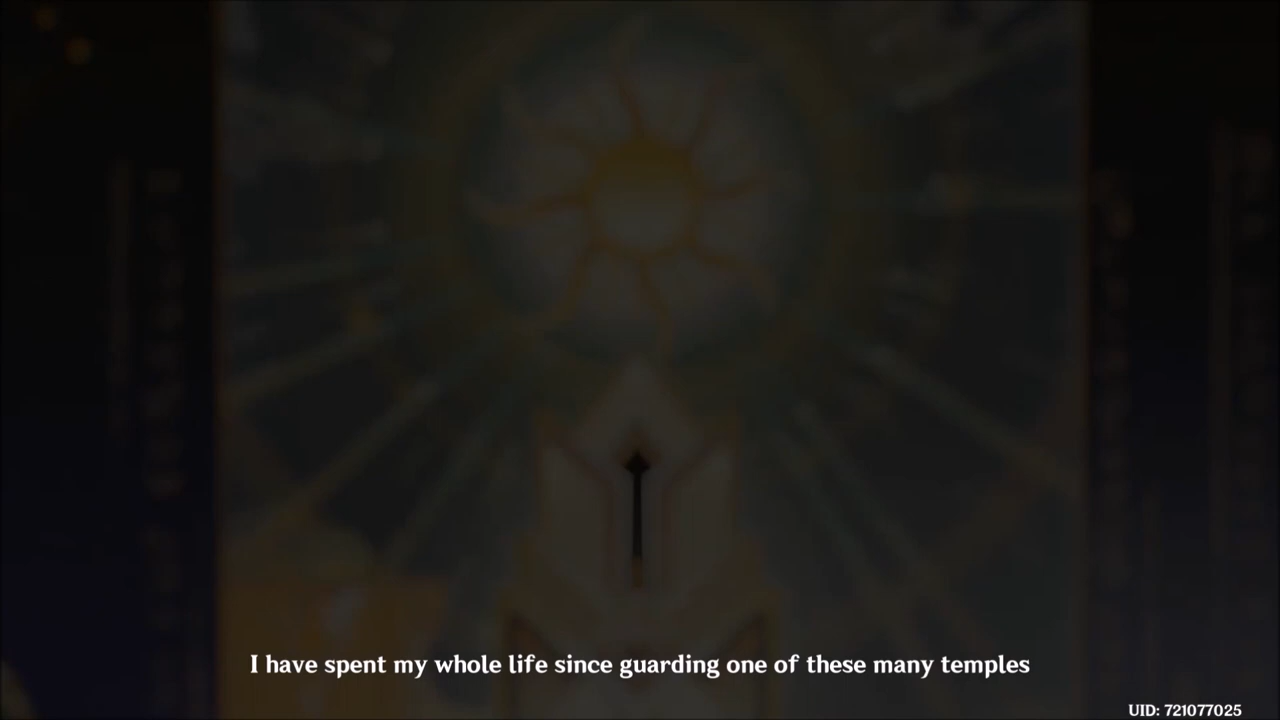 I have spent my whole life since guarding one of these many temples
UID: 721077025